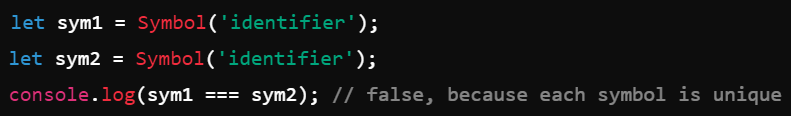 let sym1 = Symbol('identifier');
let sym2 = Symbol('identifier');
console.log(sym1 === sym2); // false, because each symbol is unique